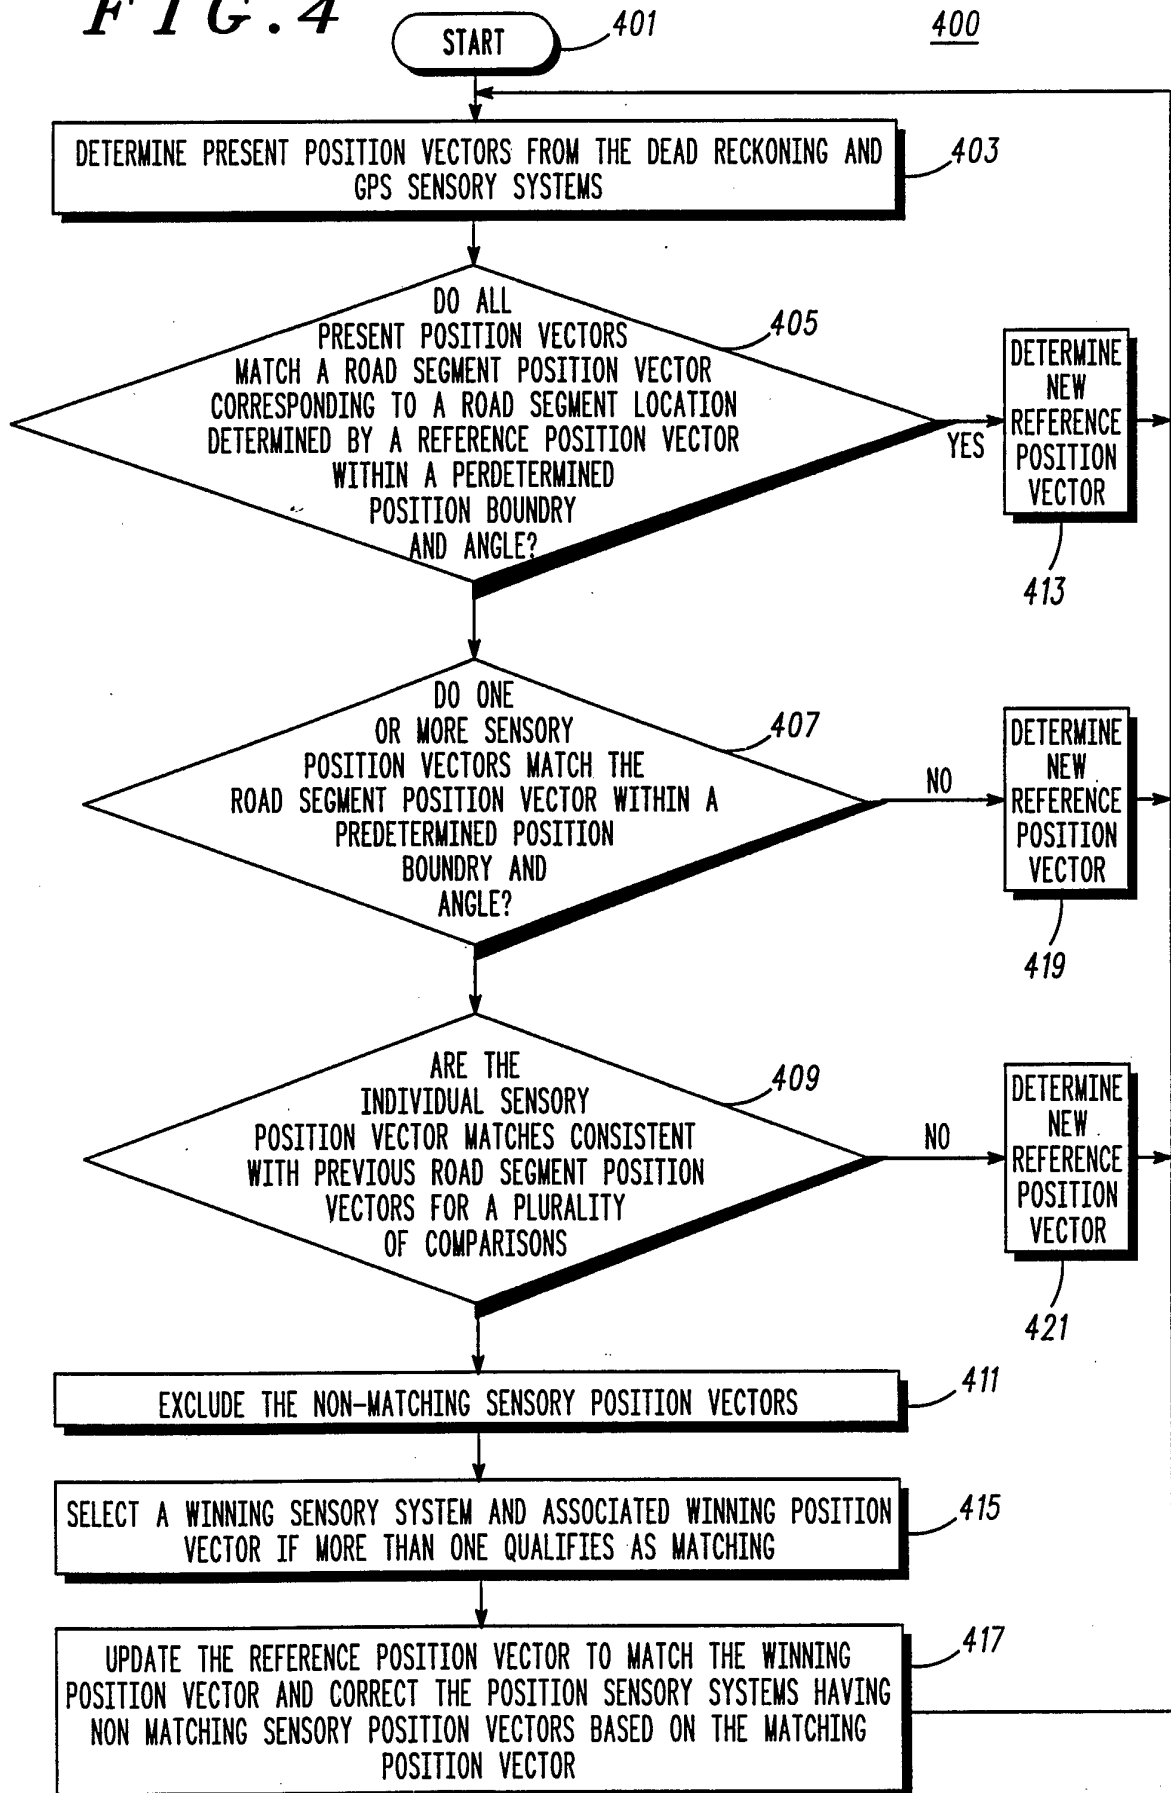 FIG.4
START
401
400
DETERMINE PRESENT POSITION VECTORS FROM THE DEAD RECKONING AND
GPS SENSORY SYSTEMS
403
DO ALL
PRESENT POSITION VECTORS
MATCH A ROAD SEGMENT POSITION VECTOR
CORRESPONDING TO A ROAD SEGMENT LOCATION
DETERMINED BY A REFERENCE POSITION VECTOR
WITHIN A PERDETERMINED
POSITION BOUNDRY
AND ANGLE?
405
YES
DETERMINE
NEW
REFERENCE
POSITION
VECTOR
413
DO ONE
OR MORE SENSORY
POSITION VECTORS MATCH THE
ROAD SEGMENT POSITION VECTOR WITHIN A
PREDETERMINED POSITION
BOUNDRY AND
ANGLE?
407
NO
DETERMINE
NEW
REFERENCE
POSITION
VECTOR
419
ARE THE
INDIVIDUAL SENSORY
POSITION VECTOR MATCHES CONSISTENT
WITH PREVIOUS ROAD SEGMENT POSITION
VECTORS FOR A PLURALITY
OF COMPARISONS
409
NO
DETERMINE
NEW
REFERENCE
POSITION
VECTOR
421
EXCLUDE THE NON-MATCHING SENSORY POSITION VECTORS
411
SELECT A WINNING SENSORY SYSTEM AND ASSOCIATED WINNING POSITION
VECTOR IF MORE THAN ONE QUALIFIES AS MATCHING
415
UPDATE THE REFERENCE POSITION VECTOR TO MATCH THE WINNING
POSITION VECTOR AND CORRECT THE POSITION SENSORY SYSTEMS HAVING
NON MATCHING SENSORY POSITION VECTORS BASED ON THE MATCHING
POSITION VECTOR
417